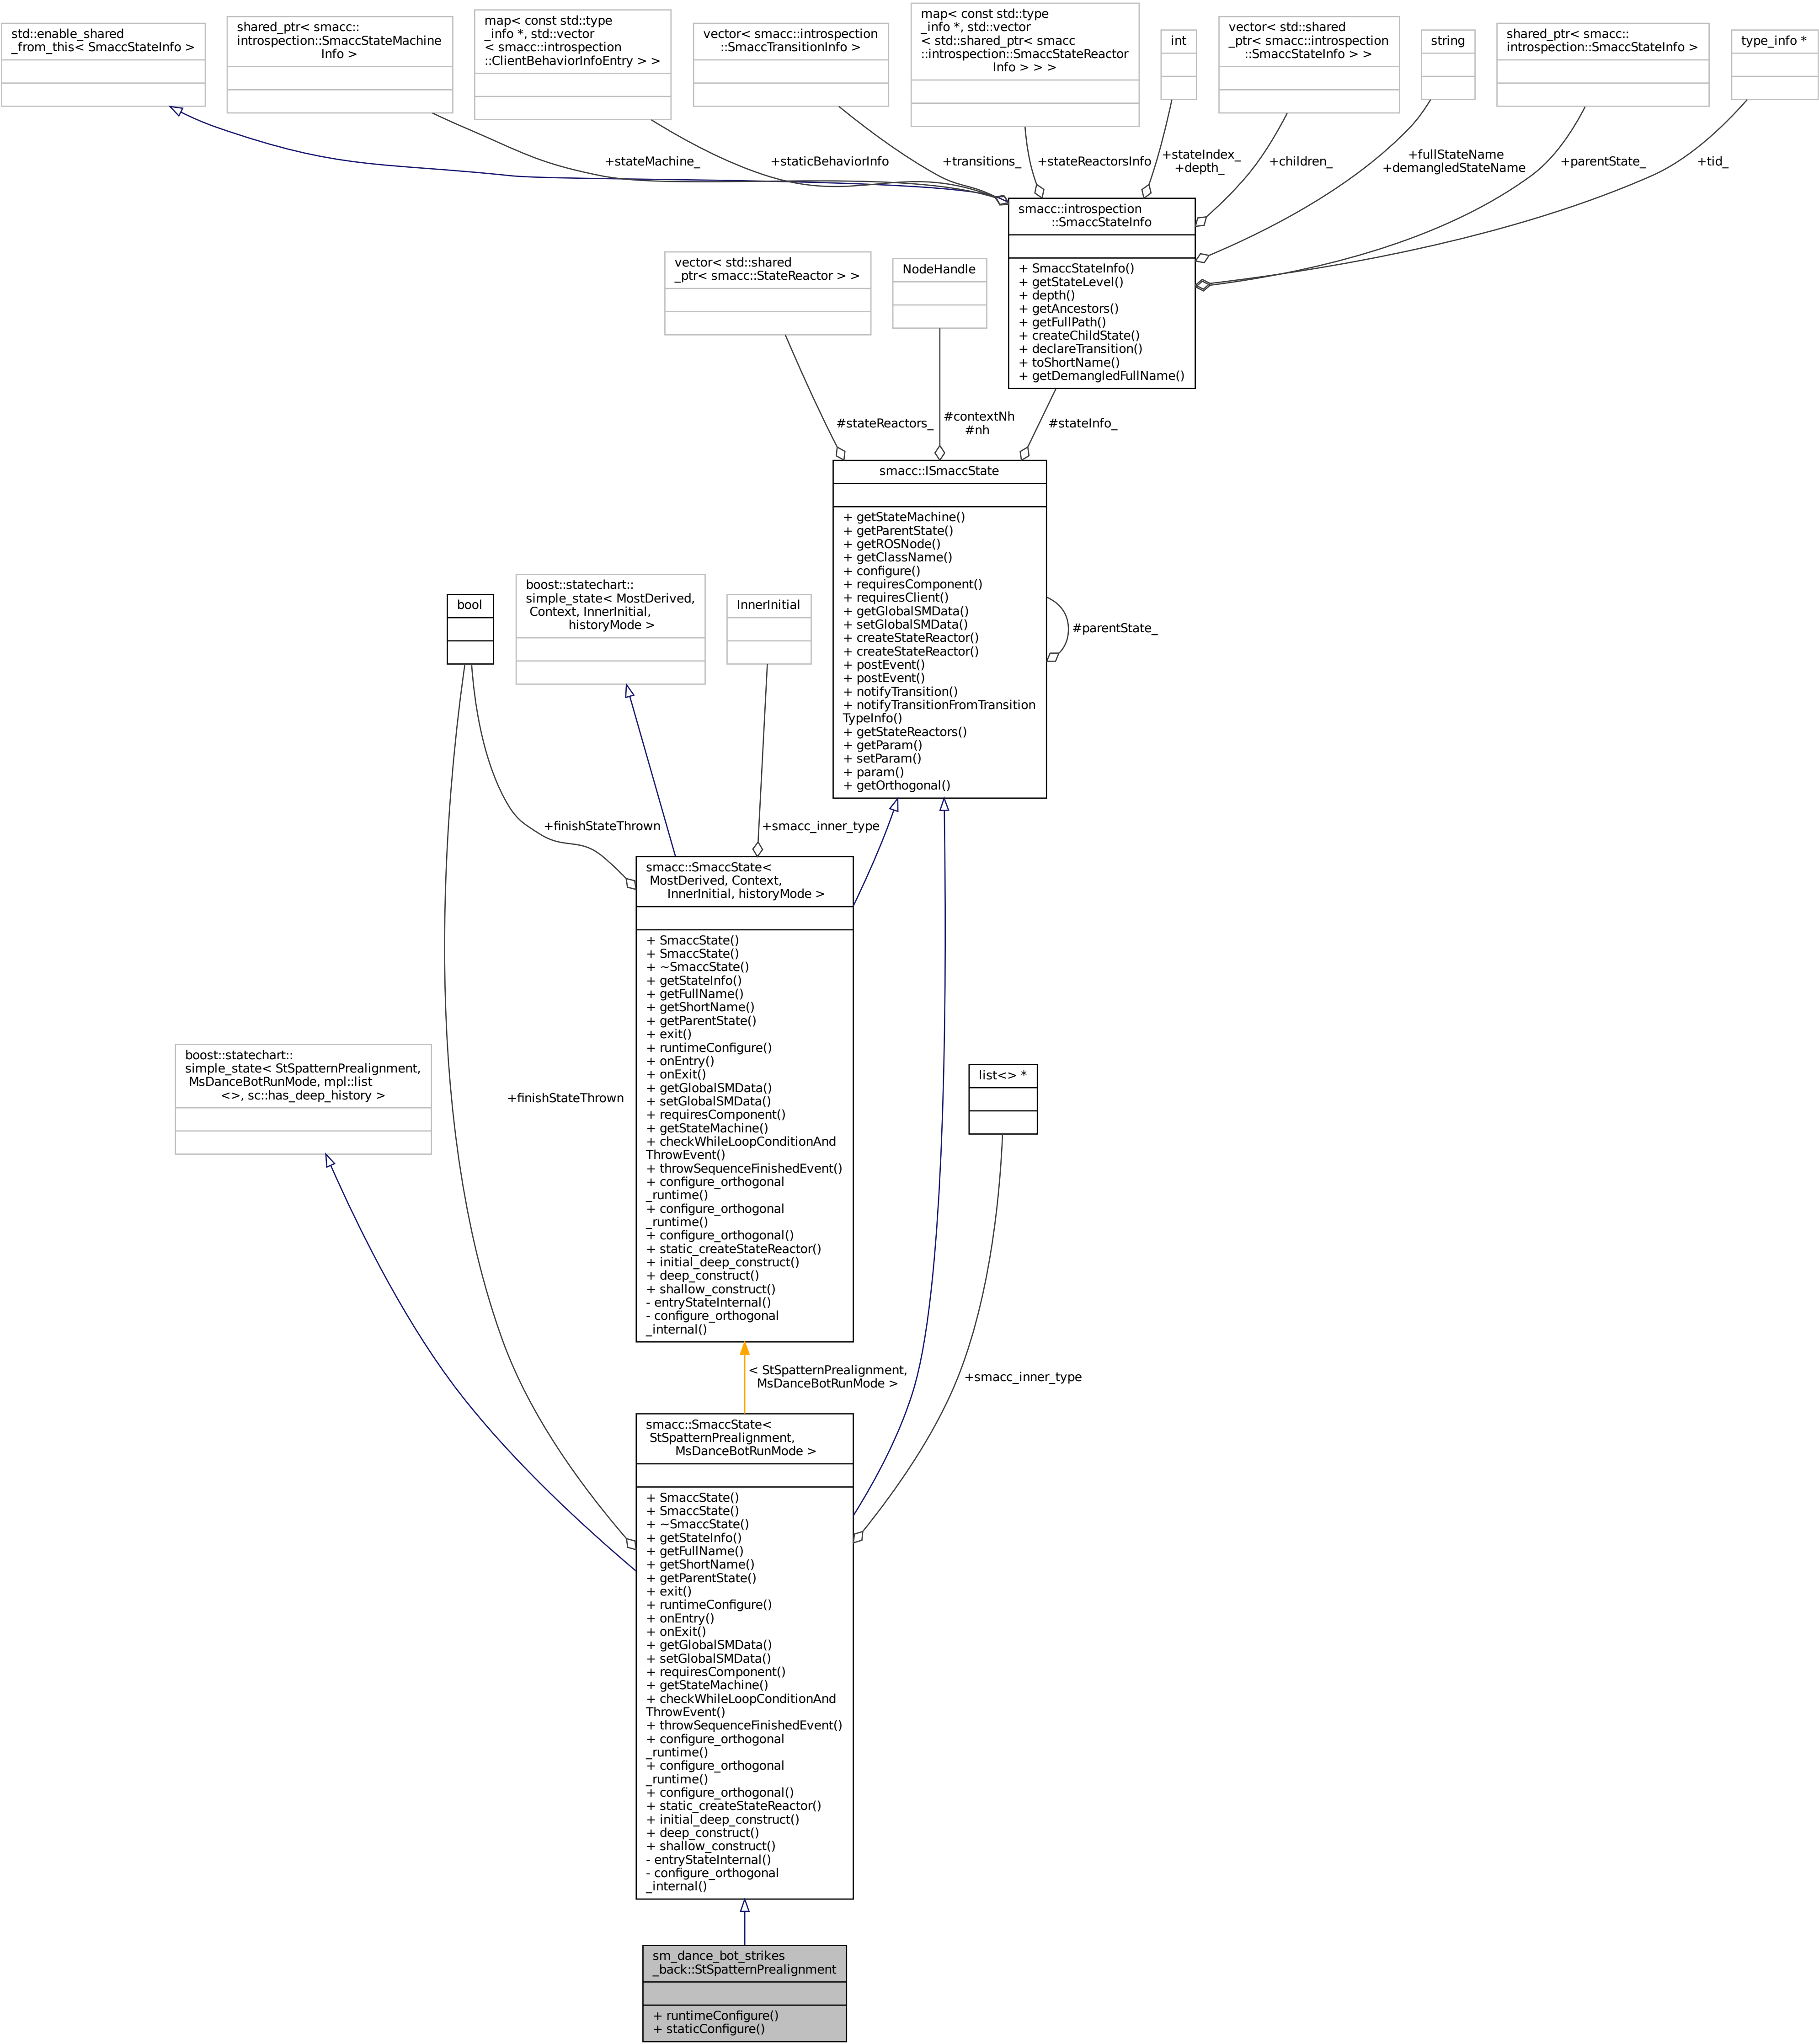 std::enable_shared
_from_this< SmaccStateInfo >
shared_ptr< smacc::
introspection::SmaccStateMachine
Info >
map< const std::type
_info *, std::vector
< smacc::introspection
::ClientBehaviorInfoEntry > >
vector< smacc::introspection
::SmaccTransitionInfo >
map< const std::type
_info *, std::vector
< std::shared_ptr< smacc
::introspection::SmaccStateReactor
Info > > >
int
vector< std::shared
_ptr< smacc::introspection
::SmaccStateInfo > >
string
shared_ptr< smacc::
introspection::SmaccStateInfo >
type_info *
+stateMachine_
+staticBehaviorInfo
+transitions_
+stateReactorsInfo
+stateIndex_
+depth_
+children_
+fullStateName
+demangledStateName
+parentState_
+tid_
smacc::introspection
::SmaccStateInfo
+ SmaccStateInfo()
+ getStateLevel()
+ depth()
+ getAncestors()
+ getFullPath()
+ createChildState()
+ declareTransition()
+ toShortName()
+ getDemangledFullName()
vector< std::shared
_ptr< smacc::StateReactor > >
NodeHandle
#stateReactors_
#contextNh
#nh
#stateInfo_
smacc::ISmaccState
+ getStateMachine()
+ getParentState()
+ getROSNode()
+ getClassName()
+ configure()
+ requiresComponent()
+ requiresClient()
+ getGlobalSMData()
+ setGlobalSMData()
+ createStateReactor()
+ createStateReactor()
+ postEvent()
+ postEvent()
+ notifyTransition()
+ notifyTransitionFromTransition
TypeInfo()
+ getStateReactors()
+ getParam()
+ setParam()
+ param()
+ getOrthogonal()
#parentState_
bool
boost::statechart::
simple_state< MostDerived,
Context, InnerInitial,
historyMode >
InnerInitial
+finishStateThrown
+smacc_inner_type
smacc::SmaccState<
MostDerived, Context,
InnerInitial, historyMode >
+ SmaccState()
+ SmaccState()
+ ~SmaccState()
+ getStateInfo()
+ getFullName()
+ getShortName()
+ getParentState()
+ exit()
+ runtimeConfigure()
+ onEntry()
+ onExit()
+ getGlobalSMData()
+ setGlobalSMData()
+ requiresComponent()
+ getStateMachine()
+ checkWhileLoopConditionAnd
ThrowEvent()
+ throwSequenceFinishedEvent()
+ configure_orthogonal
_runtime()
+ configure_orthogonal
_runtime()
+ configure_orthogonal()
+ static_createStateReactor()
+ initial_deep_construct()
+ deep_construct()
+ shallow_construct()
- entryStateInternal()
- configure_orthogonal
_internal()
boost::statechart::
simple_state< StSpatternPrealignment,
MsDanceBotRunMode, mpl::list
<>, sc::has_deep_history >
+finishStateThrown
list<> *
< StSpatternPrealignment,
MsDanceBotRunMode >
+smacc_inner_type
smacc::SmaccState<
StSpatternPrealignment,
MsDanceBotRunMode >
+ SmaccState()
+ SmaccState()
+ ~SmaccState()
+ getStateInfo()
+ getFullName()
+ getShortName()
+ getParentState()
+ exit()
+ runtimeConfigure()
+ onEntry()
+ onExit()
+ getGlobalSMData()
+ setGlobalSMData()
+ requiresComponent()
+ getStateMachine()
+ checkWhileLoopConditionAnd
ThrowEvent()
+ throwSequenceFinishedEvent()
+ configure_orthogonal
_runtime()
+ configure_orthogonal
_runtime()
+ configure_orthogonal()
+ static_createStateReactor()
+ initial_deep_construct()
+ deep_construct()
+ shallow_construct()
- entryStateInternal()
- configure_orthogonal
_internal()
sm_dance_bot_strikes
_back::StSpatternPrealignment
+ runtimeConfigure()
+ staticConfigure()